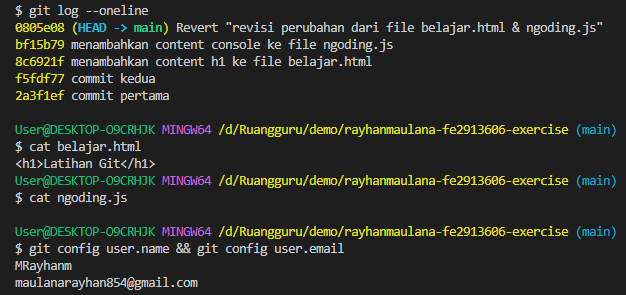 $ git log --oneline
0805e08 (HEAD -> main) Revert "revisi perubahan dari file belajar.html & ngoding.js"
bf15b79 menambahkan content console ke file ngoding.js
8c6921f menambahkan content h1 ke file belajar.html
f5fdf77 commit kedua
2a3f1ef commit pertama
User@DESKTOP-O9CRHJK MINGW64 /d/Ruangguru/demo/rayhanmaulana-fe2913606-exercise (main)
$ cat belajar.html
<h1>Latihan Git</h1>
User@DESKTOP-O9CRHJK MINGW64 /d/Ruangguru/demo/rayhanmaulana-fe2913606-exercise (main)
$ cat ngoding.js
User@DESKTOP-O9CRHJK MINGW64 /d/Ruangguru/demo/rayhanmaulana-fe2913606-exercise (main)
$ git config user.name && git config user.email
MRayhanm
maulanarayhan854@gmail.com